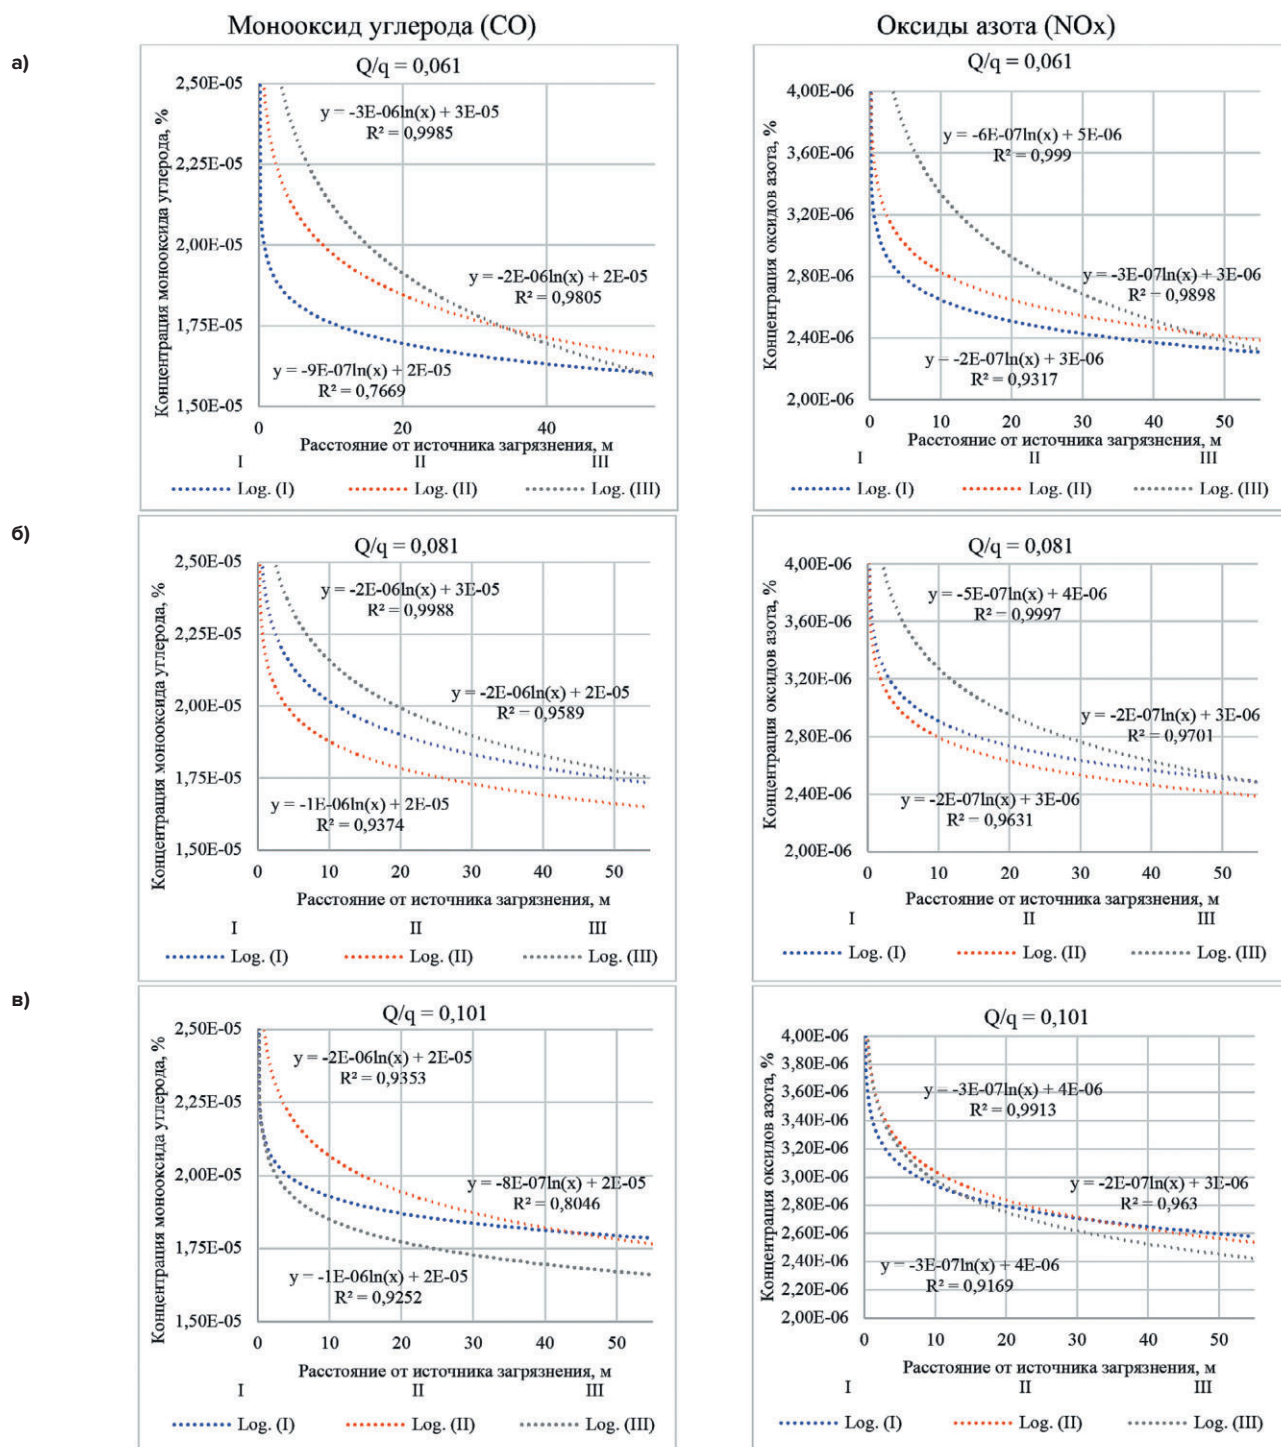 Монооксид углерода (CO)
Оксиды азота (NOx)
а)
Q/q = 0,061
Концентрация монооксида углерода, %
2,50E-05
2,25E-05
2,00E-05
1,75E-05
1,50E-05
y = -3E-06ln(x) + 3E-05
R² = 0,9985
y = -2E-06ln(x) + 2E-05
R² = 0,9805
y = -9E-07ln(x) + 2E-05
R² = 0,7669
0 20 40
Расстояние от источника загрязнения, м
I II III
Log. (I) Log. (II) Log. (III)
Q/q = 0,061
Концентрация оксидов азота, %
4,00E-06
3,60E-06
3,20E-06
2,80E-06
2,40E-06
2,00E-06
y = -6E-07ln(x) + 5E-06
R² = 0,999
y = -3E-07ln(x) + 3E-06
R² = 0,9898
y = -2E-07ln(x) + 3E-06
R² = 0,9317
0 10 20 30 40 50
Расстояние от источника загрязнения, м
I II III
Log. (I) Log. (II) Log. (III)
б)
Q/q = 0,081
Концентрация монооксида углерода, %
2,50E-05
2,25E-05
2,00E-05
1,75E-05
1,50E-05
y = -2E-06ln(x) + 3E-05
R² = 0,9988
y = -2E-06ln(x) + 2E-05
R² = 0,9589
y = -1E-06ln(x) + 2E-05
R² = 0,9374
0 10 20 30 40 50
Расстояние от источника загрязнения, м
I II III
Log. (I) Log. (II) Log. (III)
Q/q = 0,081
Концентрация оксидов азота, %
4,00E-06
3,60E-06
3,20E-06
2,80E-06
2,40E-06
2,00E-06
y = -5E-07ln(x) + 4E-06
R² = 0,9997
y = -2E-07ln(x) + 3E-06
R² = 0,9701
y = -2E-07ln(x) + 3E-06
R² = 0,9631
0 10 20 30 40 50
Расстояние от источника загрязнения, м
I II III
Log. (I) Log. (II) Log. (III)
в)
Q/q = 0,101
Концентрация монооксида углерода, %
2,50E-05
2,25E-05
2,00E-05
1,75E-05
1,50E-05
y = -2E-06ln(x) + 2E-05
R² = 0,9353
y = -8E-07ln(x) + 2E-05
R² = 0,8046
y = -1E-06ln(x) + 2E-05
R² = 0,9252
0 10 20 30 40 50
Расстояние от источника загрязнения, м
I II III
Log. (I) Log. (II) Log. (III)
Q/q = 0,101
Концентрация оксидов азота, %
4,00E-06
3,80E-06
3,60E-06
3,40E-06
3,20E-06
3,00E-06
2,80E-06
2,60E-06
2,40E-06
2,20E-06
2,00E-06
y = -3E-07ln(x) + 4E-06
R² = 0,9913
y = -2E-07ln(x) + 3E-06
R² = 0,963
y = -3E-07ln(x) + 4E-06
R² = 0,9169
0 10 20 30 40 50
Расстояние от источника загрязнения, м
I II III
Log. (I) Log. (II) Log. (III)